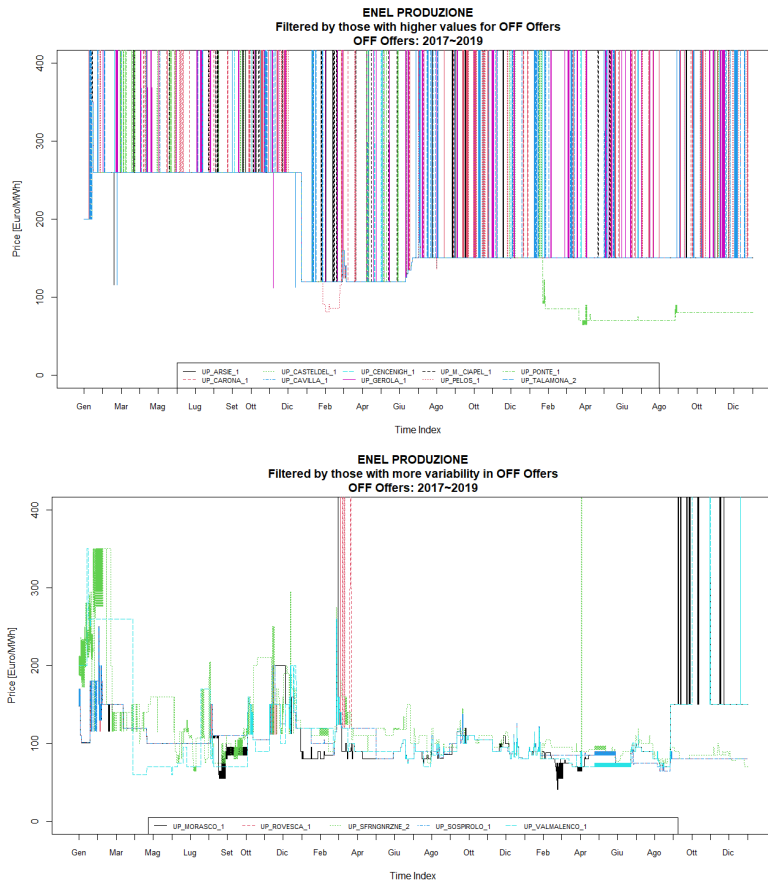 ENEL PRODUZIONE
Filtered by those with higher values for OFF Offers
OFF Offers: 2017~2019
Price [Euro/MWh]
400
300
200
100
0
UP_ARSIE_1 UP_CASTELDEL_1 UP_CENCENIGH_1 UP_M._CIAPEL_1 UP_PONTE_1
UP_CARONA_1 UP_CAVILLA_1 UP_GEROLA_1 UP_PELOS_1 UP_TALAMONA_2
Gen Mar Mag Lug Set Ott Dic Feb Apr Giu Ago Ott Dic Feb Apr Giu Ago Ott Dic
Time Index
ENEL PRODUZIONE
Filtered by those with more variability in OFF Offers
OFF Offers: 2017~2019
Price [Euro/MWh]
400
300
200
100
0
UP_MORASCO_1 UP_ROVESCA_1 UP_SFRNGNRZNE_2 UP_SOSPIROLO_1 UP_VALMALENCO_1
Gen Mar Mag Lug Set Ott Dic Feb Apr Giu Ago Ott Dic Feb Apr Giu Ago Ott Dic
Time Index